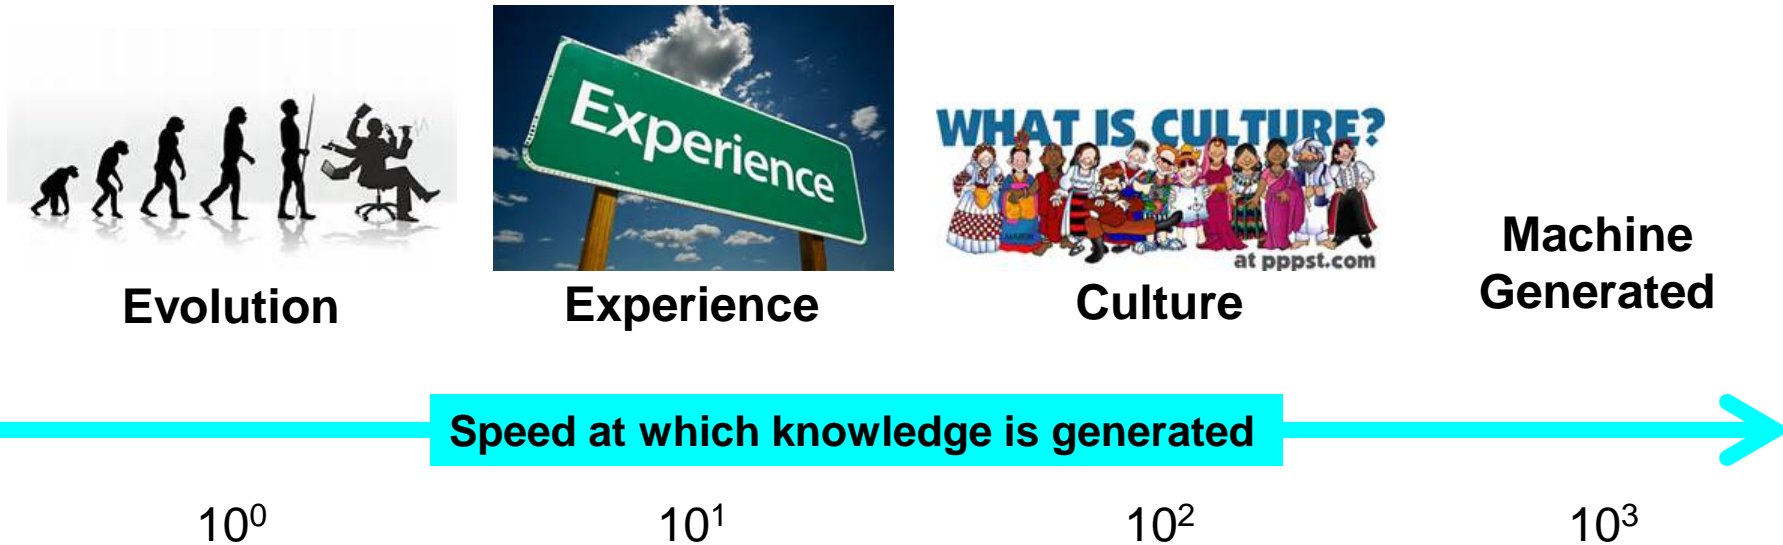 Experience
WHAT IS CULTURE?
at pppst.com
Evolution
Experience
Culture
Machine
Generated
Speed at which knowledge is generated
10⁰
10¹
10²
10³